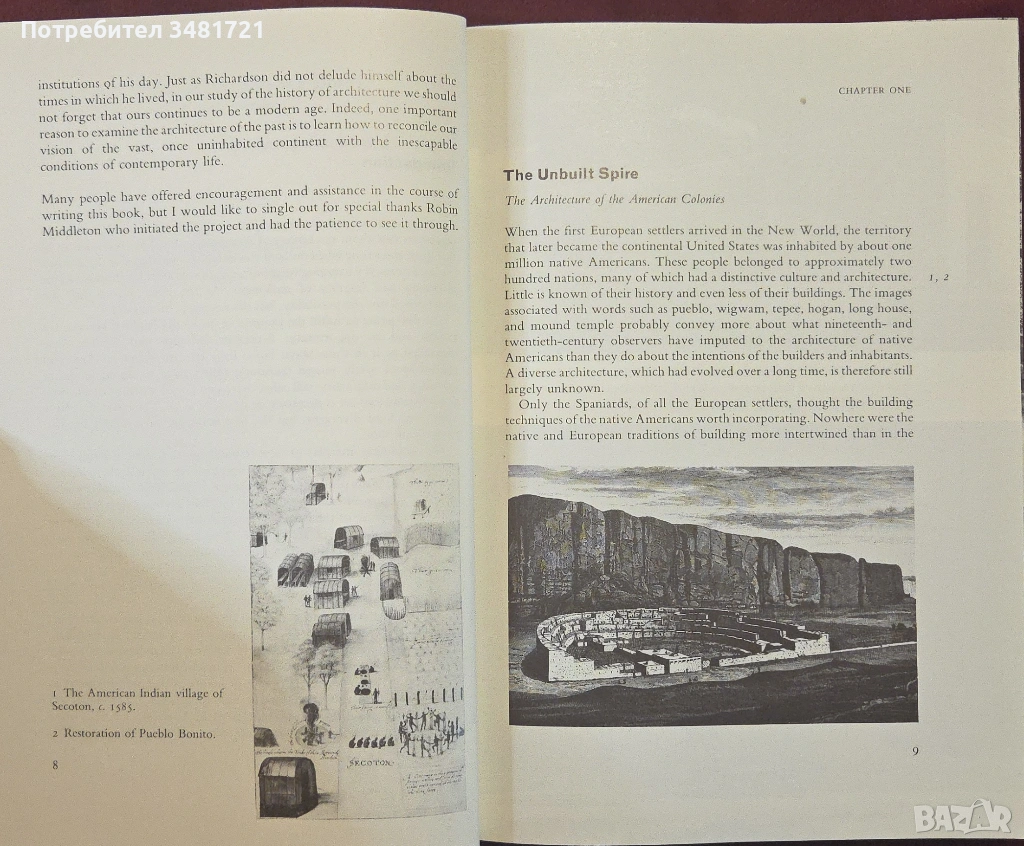 Потребител 3481721
institutions of his day. Just as Richardson did not delude himself about the
times in which he lived, in our study of the history of architecture we should
not forget that ours continues to be a modern age. Indeed, one important
reason to examine the architecture of the past is to learn how to reconcile our
vision of the vast, once uninhabited continent with the inescapable
conditions of contemporary life.
Many people have offered encouragement and assistance in the course of
writing this book, but I would like to single out for special thanks Robin
Middleton who initiated the project and had the patience to see it through.
SECOTON
1 The American Indian village of
Secoton, c. 1585.
2 Restoration of Pueblo Bonito.
8
CHAPTER ONE
The Unbuilt Spire
The Architecture of the American Colonies
When the first European settlers arrived in the New World, the territory
that later became the continental United States was inhabited by about one
million native Americans. These people belonged to approximately two
hundred nations, many of which had a distinctive culture and architecture.
1, 2
Little is known of their history and even less of their buildings. The images
associated with words such as pueblo, wigwam, tepee, hogan, long house,
and mound temple probably convey more about what nineteenth- and
twentieth-century observers have imputed to the architecture of native
Americans than they do about the intentions of the builders and inhabitants.
A diverse architecture, which had evolved over a long time, is therefore still
largely unknown.
Only the Spaniards, of all the European settlers, thought the building
techniques of the native Americans worth incorporating. Nowhere were the
native and European traditions of building more intertwined than in the
9
BAZAR